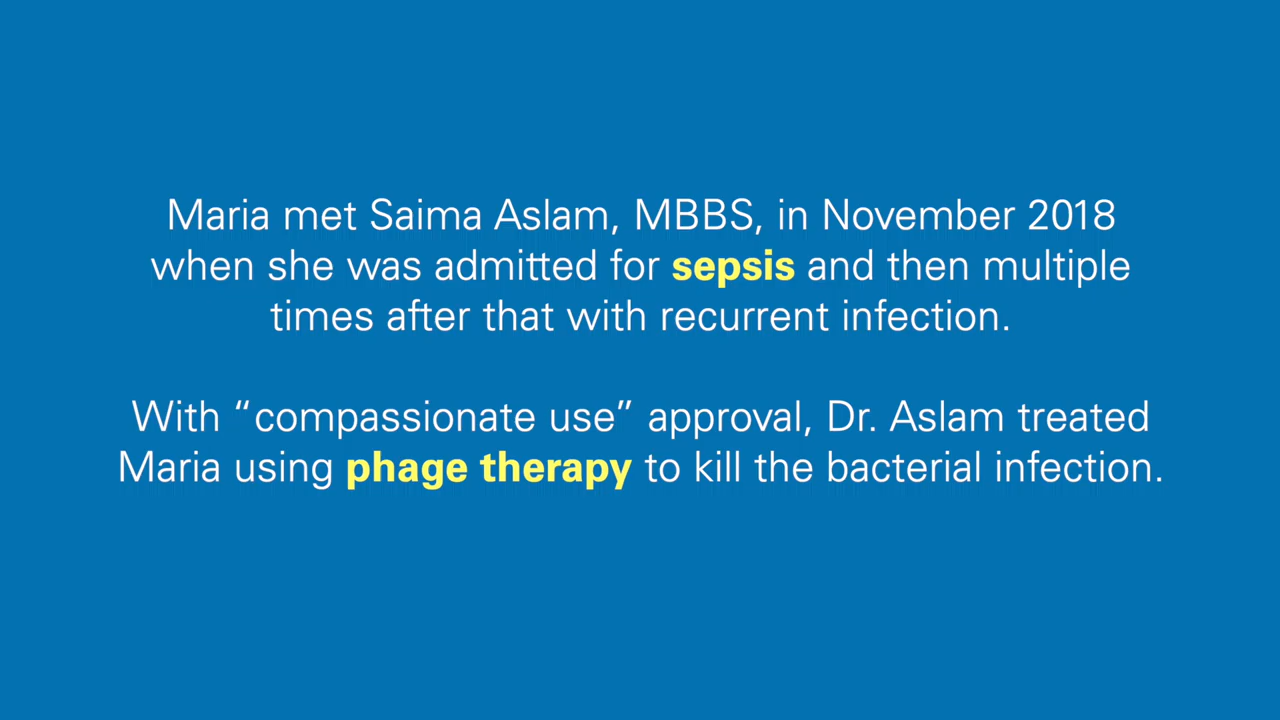 Maria met Saima Aslam, MBBS, in November 2018
when she was admitted for sepsis and then multiple
times after that with recurrent infection.
With “compassionate use” approval, Dr. Aslam treated
Maria using phage therapy to kill the bacterial infection.